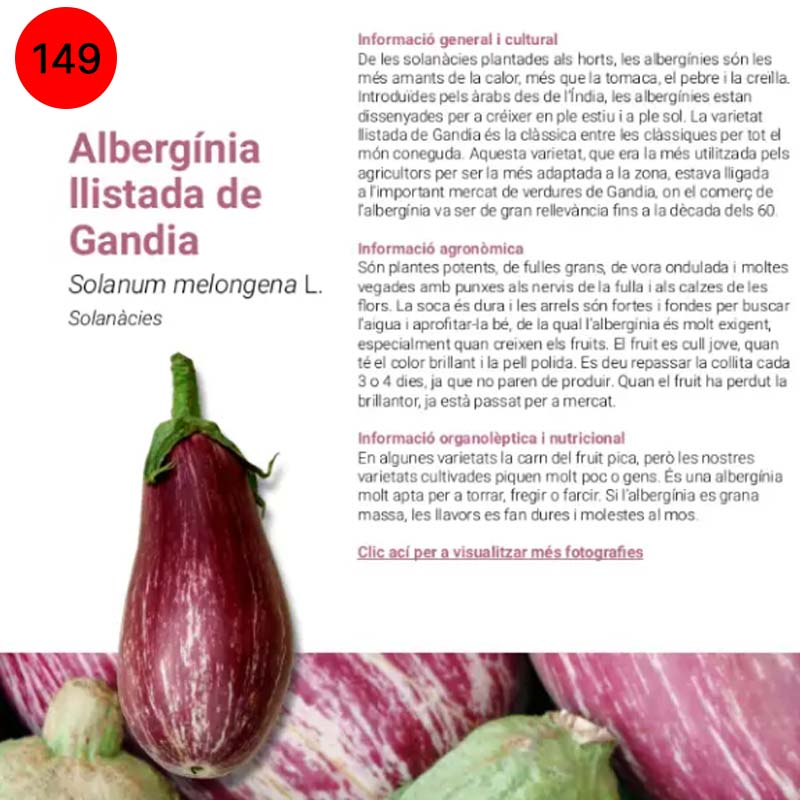 149
Albergínia
llistada de
Gandia
Solanum melongena L.
Solanàcies
Informació general i cultural
De les solanàcies plantades als horts, les albergínies són les
més amants de la calor, més que la tomaca, el pebre i la creïlla.
Introduïdes pels àrabs des de l'Índia, les albergínies estan
dissenyades per a créixer en ple estiu i a ple sol. La varietat
llistada de Gandia és la clàssica entre les clàssiques per tot el
món coneguda. Aquesta varietat, que era la més utilitzada pels
agricultors per ser la més adaptada a la zona, estava lligada
a l'important mercat de verdures de Gandia, on el comerç de
l'albergínia va ser de gran rellevància fins a la dècada dels 60.
Informació agronòmica
Són plantes potents, de fulles grans, de vora ondulada i moltes
vegades amb punxes als nervis de la fulla i als calzes de les
flors. La soca és dura i les arrels són fortes i fondes per buscar
l'aigua i aprofitar-la bé, de la qual l'albergínia és molt exigent,
especialment quan creixen els fruits. El fruit es cull jove, quan
té el color brillant i la pell polida. Es deu repassar la collita cada
3 o 4 dies, ja que no paren de produir. Quan el fruit ha perdut la
brillantor, ja està passat per a mercat.
Informació organolèptica i nutricional
En algunes varietats la carn del fruit pica, però les nostres
varietats cultivades piquen molt poc o gens. És una albergínia
molt apta per a torrar, fregir o farcir. Si l'albergínia es grana
massa, les llavors es fan dures i molestes al mos.
Clic ací per a visualitzar més fotografies